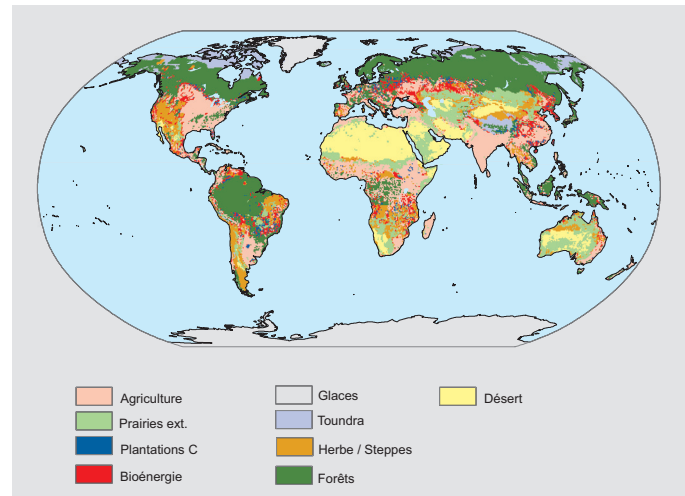 Agriculture
Prairies ext.
Plantations C
Bioénergie
Glaces
Toundra
Herbe / Steppes
Forêts
Désert